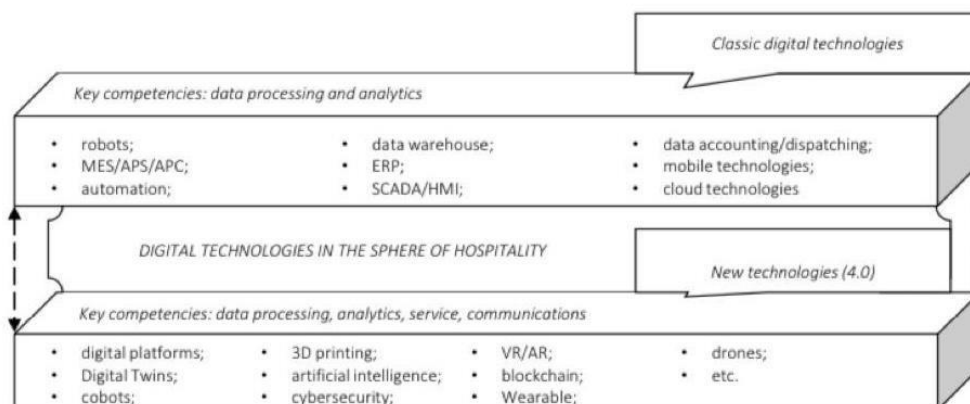 Classic digital technologies
Key competencies: data processing and analytics
• robots;
• MES/APS/APC;
• automation;
• data warehouse;
• ERP;
• SCADA/HMI;
• data accounting/dispatching;
• mobile technologies;
• cloud technologies
DIGITAL TECHNOLOGIES IN THE SPHERE OF HOSPITALITY
New technologies (4.0)
Key competencies: data processing, analytics, service, communications
• digital platforms;
• Digital Twins;
• cobots;
• 3D printing;
• artificial intelligence;
• cybersecurity;
• VR/AR;
• blockchain;
• Wearable;
• drones;
• etc.